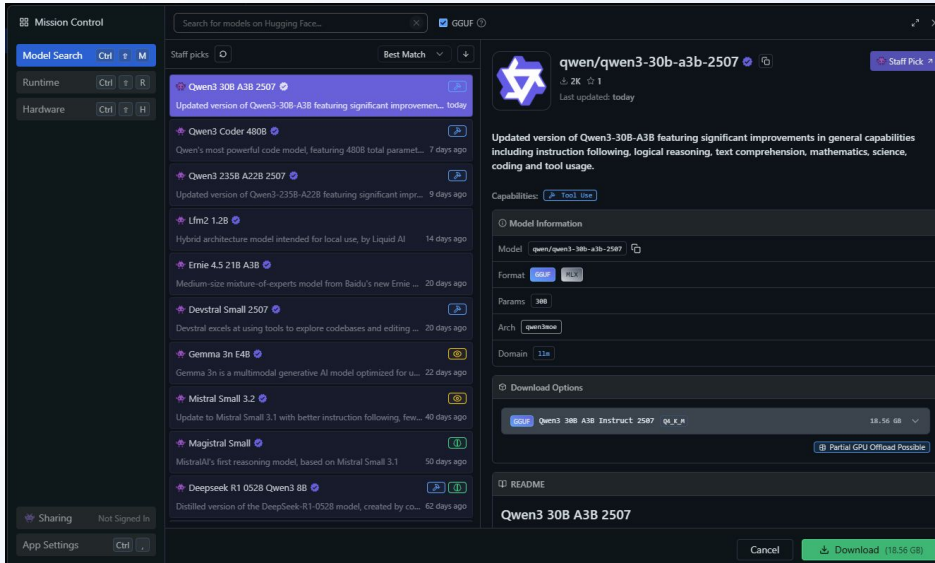 Mission Control
Model Search Ctrl ⇧ M
Runtime Ctrl ⇧ R
Hardware Ctrl ⇧ H
Sharing Not Signed In
App Settings Ctrl ,
Search for models on Hugging Face...
GGUF
Staff picks
Best Match
Qwen3 30B A3B 2507
Updated version of Qwen3-30B-A3B featuring significant improvemen... today
Qwen3 Coder 480B
Qwen's most powerful code model, featuring 480B total paramet... 7 days ago
Qwen3 235B A22B 2507
Updated version of Qwen3-235B-A22B featuring significant impr... 9 days ago
Lfm2 1.2B
Hybrid architecture model intended for local use, by Liquid AI 14 days ago
Ernie 4.5 21B A3B
Medium-size mixture-of-experts model from Baidu's new Ernie ... 20 days ago
Devstral Small 2507
Devstral excels at using tools to explore codebases and editing ... 20 days ago
Gemma 3n E4B
Gemma 3n is a multimodal generative AI model optimized for u... 22 days ago
Mistral Small 3.2
Update to Mistral Small 3.1 with better instruction following, few... 40 days ago
Magistral Small
MistralAI's first reasoning model, based on Mistral Small 3.1 50 days ago
Deepseek R1 0528 Qwen3 8B
Distilled version of the DeepSeek-R1-0528 model, created by co... 62 days ago
qwen/qwen3-30b-a3b-2507
2K 1
Last updated: today
Staff Pick
Updated version of Qwen3-30B-A3B featuring significant improvements in general capabilities
including instruction following, logical reasoning, text comprehension, mathematics, science,
coding and tool usage.
Capabilities: Tool Use
Model Information
Model qwen/qwen3-30b-a3b-2507
Format GGUF MLX
Params 30B
Arch qwen3moe
Domain llm
Download Options
GGUF Qwen3 30B A3B Instruct 2507 Q4_K_M 18.56 GB
Partial GPU Offload Possible
README
Qwen3 30B A3B 2507
Cancel
Download (18.56 GB)